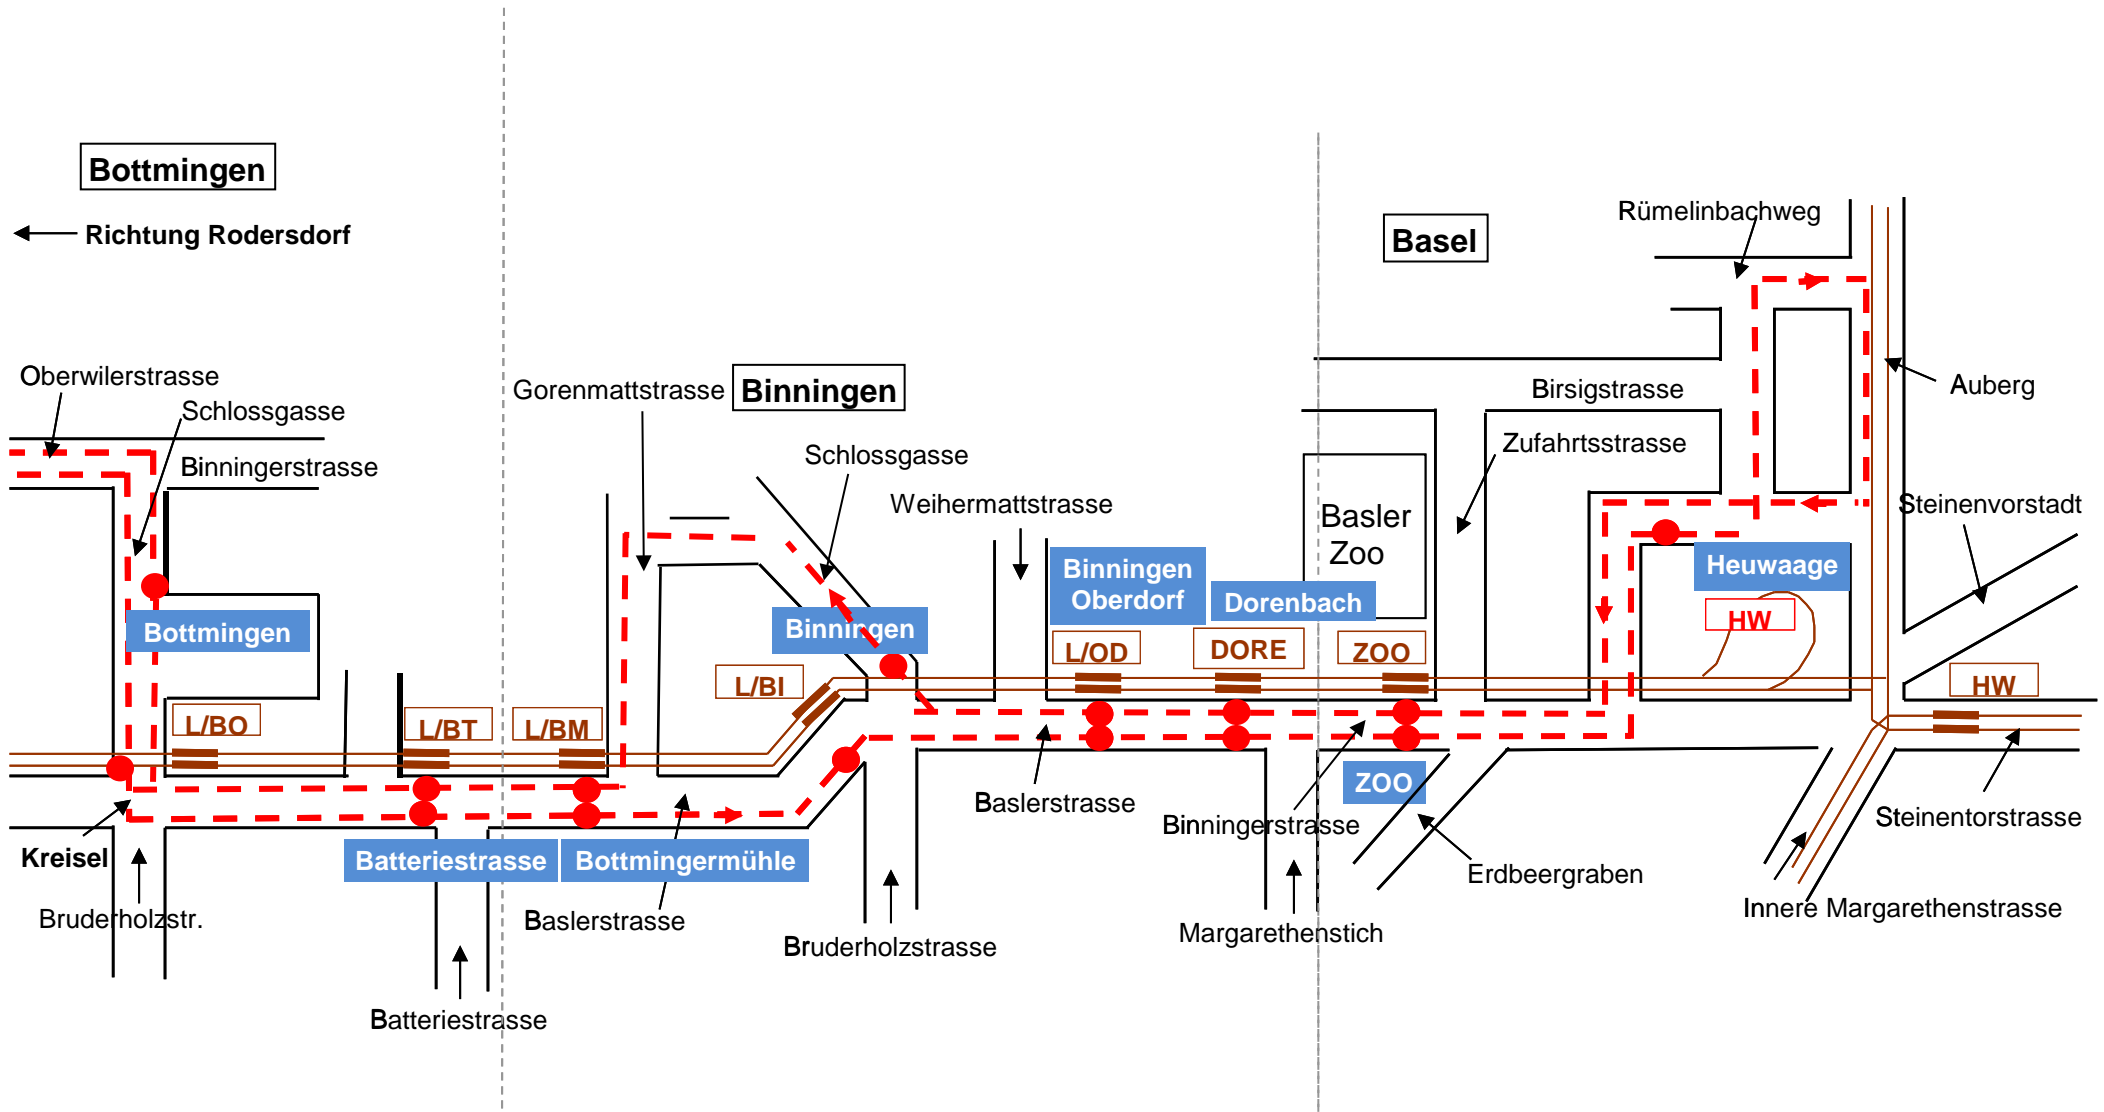 Bottmingen
Richtung Rodersdorf
Basel
Rümelinbachweg
Oberwilerstrasse
Schlossgasse
Binningerstrasse
Gorenmattstrasse
Binningen
Schlossgasse
Weihermattstrasse
Birsigstrasse
Zufahrtsstrasse
Auberg
Steinenvorstadt
Basler
Zoo
Bottmingen
Binningen
Binningen
Oberdorf
Dorenbach
Heuwaage
HW
L/BO
L/BT
L/BM
L/BI
L/OD
DORE
ZOO
HW
ZOO
Baslerstrasse
Binningerstrasse
Steinentorstrasse
Kreisel
Batteriestrasse
Bottmingermühle
Erdbeergraben
Bruderholzstr.
Baslerstrasse
Bruderholzstrasse
Margarethenstich
Innere Margarethenstrasse
Batteriestrasse